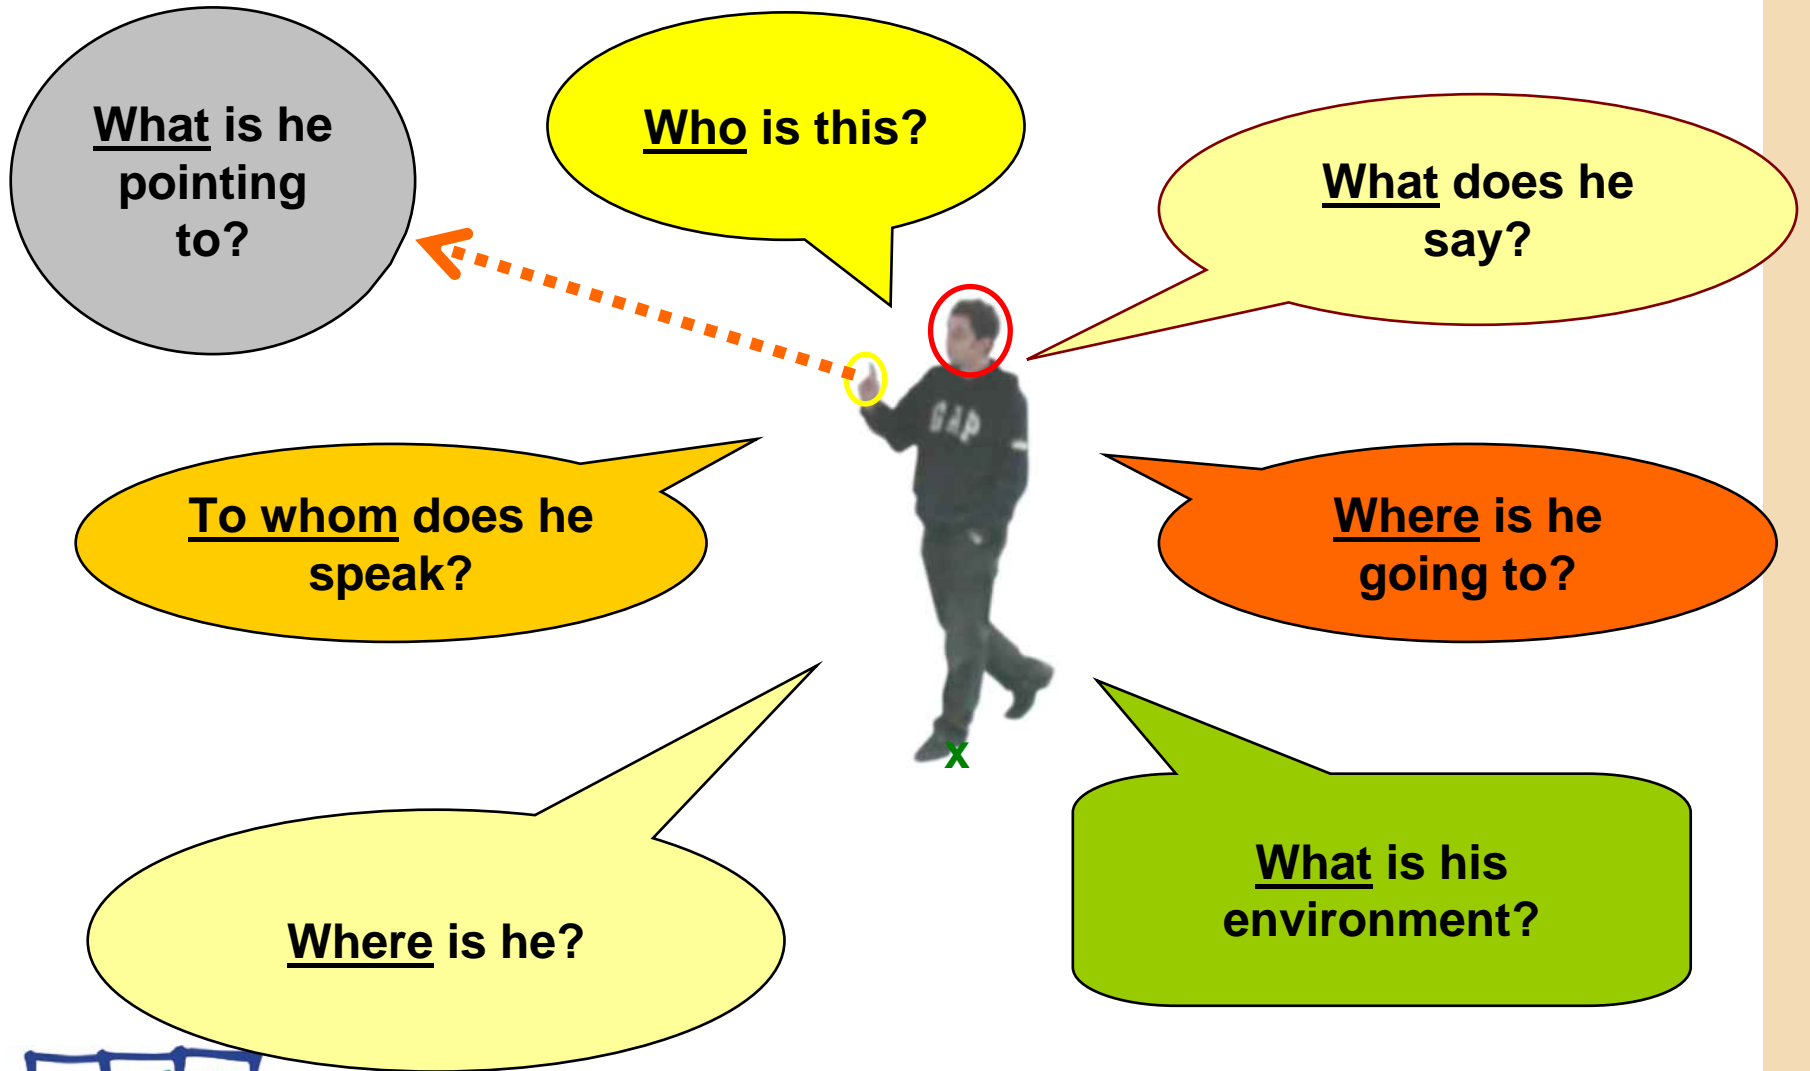 What is he
pointing
to?
Who is this?
What does he
say?
GAP
To whom does he
speak?
Where is he
going to?
x
Where is he?
What is his
environment?